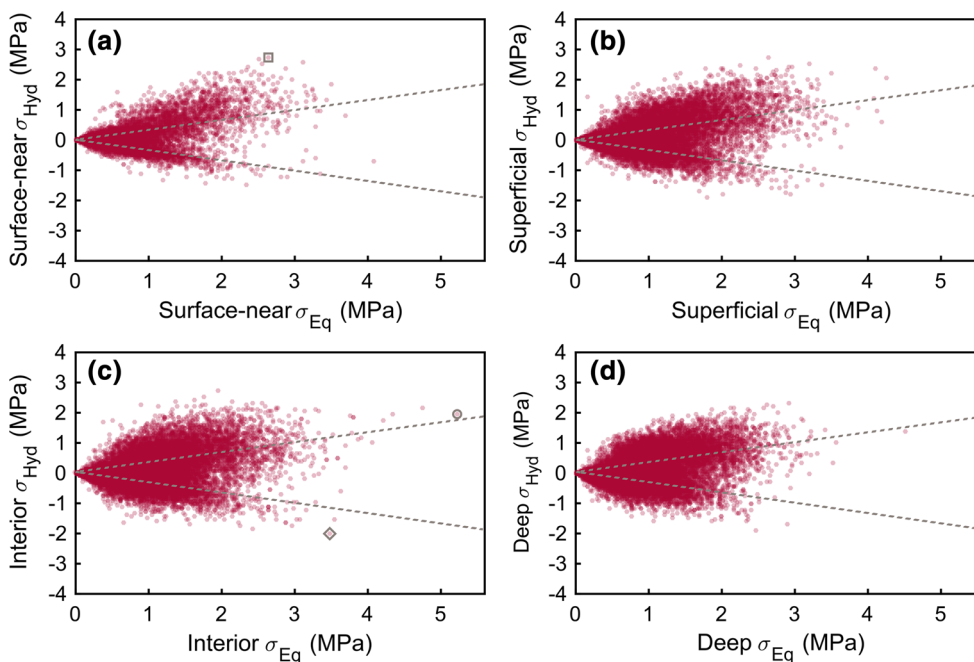 (a)
Surface-near σHyd (MPa)
4
3
2
1
0
-1
-2
-3
-4
0 1 2 3 4 5
Surface-near σEq (MPa)
(b)
Superficial σHyd (MPa)
4
3
2
1
0
-1
-2
-3
-4
0 1 2 3 4 5
Superficial σEq (MPa)
(c)
Interior σHyd (MPa)
4
3
2
1
0
-1
-2
-3
-4
0 1 2 3 4 5
Interior σEq (MPa)
(d)
Deep σHyd (MPa)
4
3
2
1
0
-1
-2
-3
-4
0 1 2 3 4 5
Deep σEq (MPa)